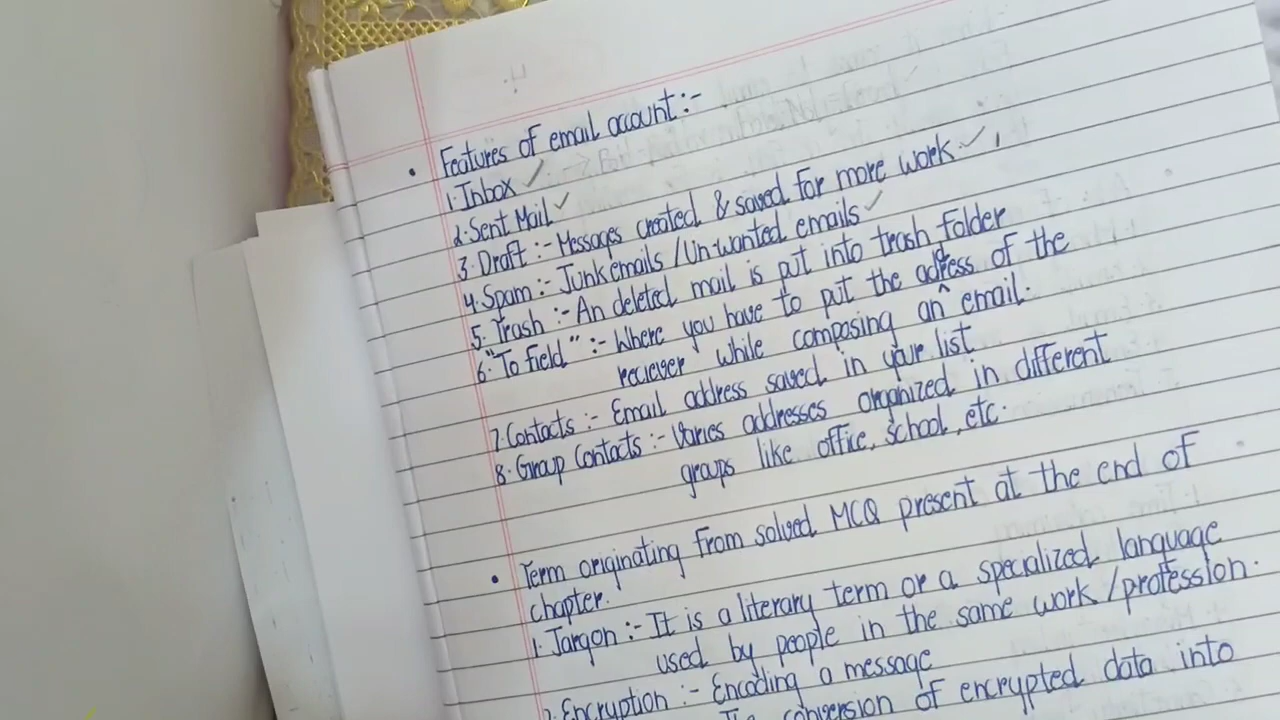 Features of email account :-
1. Inbox ✓
2. Sent Mail ✓
3. Draft :- Messages created & saved for more work ✓
4. Spam :- Junk emails / Un-wanted emails ✓
5. Trash :- An deleted mail is put into trash folder
6. "To field" :- Where you have to put the adress of the
reciever while composing an email.
7. Contacts :- Email address saved in your list
8. Group Contacts :- Varies addresses organized in different
groups like office, school, etc.
Term originating from solved MCQ present at the end of
chapter.
1. Jargon :- It is a literary term or a specialized language
used by people in the same work / profession.
2. Encryption :- Encoding a message
conversion of encrypted data into